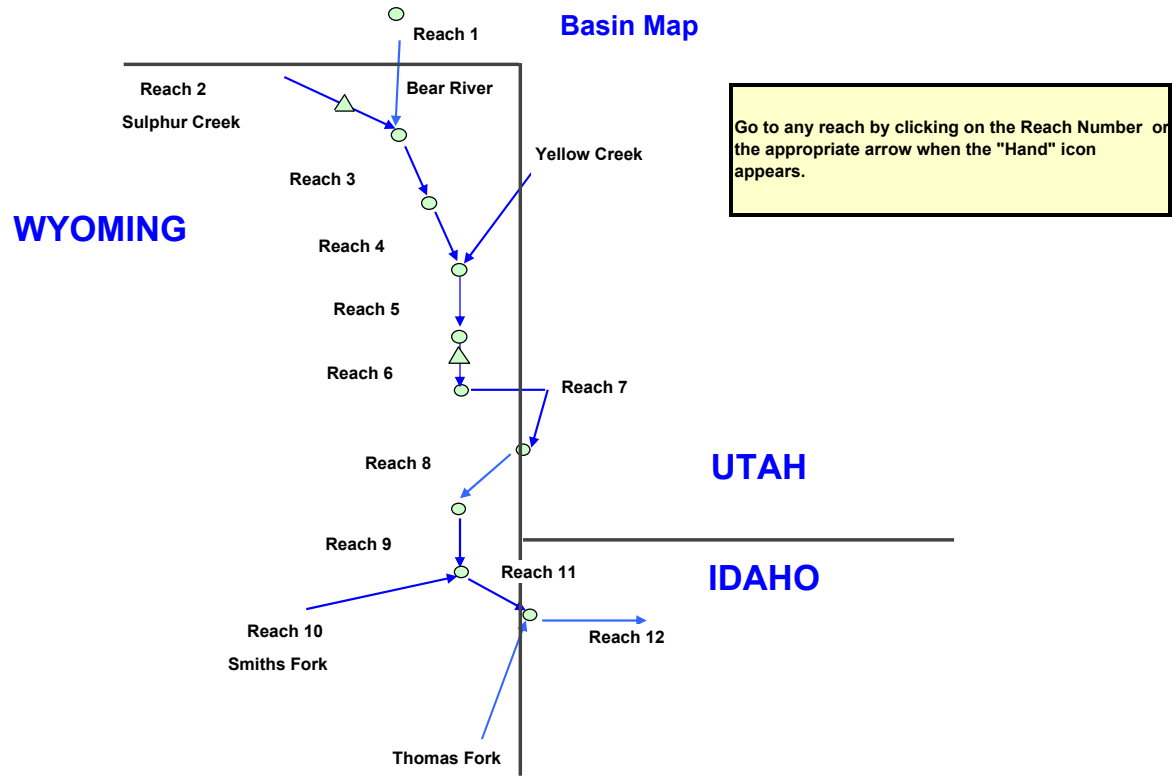 Basin Map
Reach 1
Reach 2
Sulphur Creek
Bear River
Go to any reach by clicking on the Reach Number or
the appropriate arrow when the "Hand" icon
appears.
Yellow Creek
Reach 3
WYOMING
Reach 4
Reach 5
Reach 6
Reach 7
Reach 8
UTAH
Reach 9
Reach 11
IDAHO
Reach 10
Smiths Fork
Reach 12
Thomas Fork